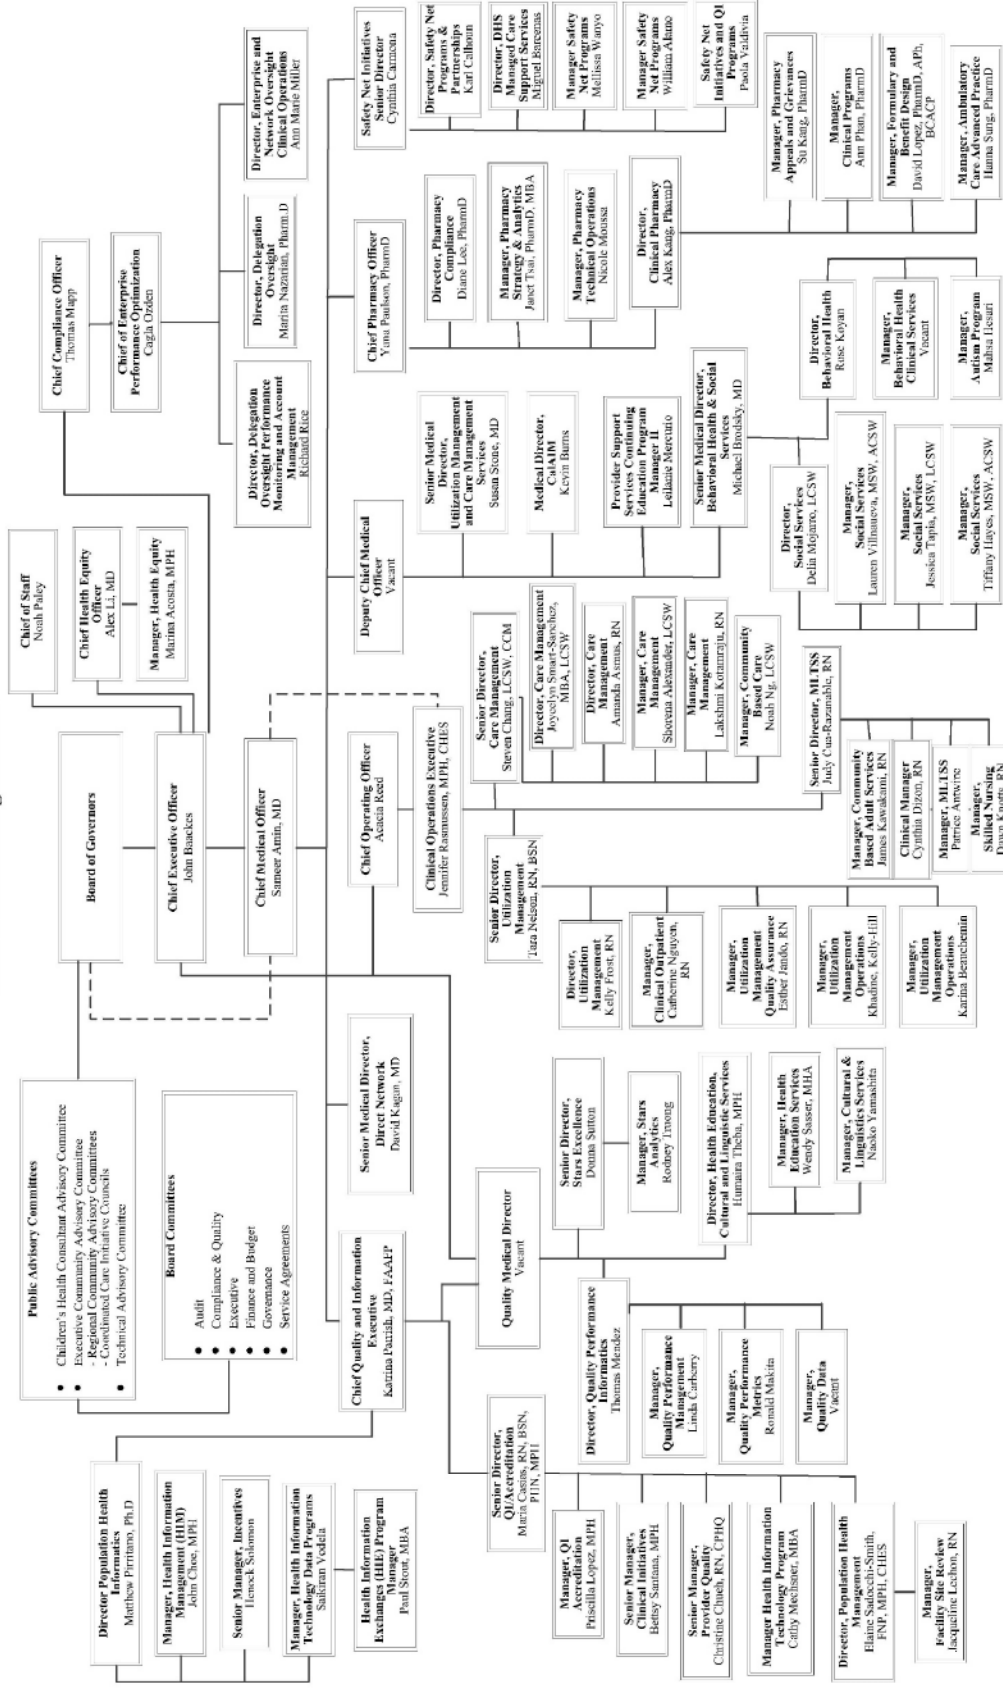 Public Advisory Committees
Children's Health Consultant Advisory Committee
Executive Community Advisory Committee
- Regional Community Advisory Committees
- Coordinated Care Initiative Councils
Technical Advisory Committee
Board Committees
Audit
Compliance & Quality
Executive
Finance and Budget
Governance
Service Agreements
Board of Governors
Chief Executive Officer
John Baackes
Chief Medical Officer
Sameer Amin, MD
Chief of Staff
Noah Paley
Chief Health Equity
Officer
Alex Li, MD
Manager, Health Equity
Marina Acosta, MPH
Chief Compliance Officer
Thomas Mapp
Chief of Enterprise
Performance Optimization
Cagla Ozden
Director, Delegation
Oversight Performance
Monitoring and Account
Management
Richard Rice
Director, Delegation
Oversight
Marita Nazarian, Pharm.D
Director, Enterprise and
Network Oversight
Clinical Operations
Ann Marie Miller
Director Population Health
Informatics
Matthew Pirritano, Ph.D
Manager, Health Information
Management (HIM)
John Chee, MPH
Senior Manager, Incentives
Henock Solomon
Manager, Health Information
Technology Data Programs
Saikiran Vodela
Health Information
Exchanges (HIE) Program
Manager
Paul Stout, MBA
Chief Quality and Information
Executive
Katrina Parrish, MD, FAAFP
Senior Medical Director,
Direct Network
David Kagan, MD
Chief Operating Officer
Acacia Reed
Clinical Operations Executive
Jennifer Rasmussen, MPH, CHES
Deputy Chief Medical
Officer
Vacant
Senior Medical
Director,
Utilization Management
and Care Management
Services
Susan Stone, MD
Medical Director,
CalAIM
Kevin Burns
Provider Support
Services Continuing
Education Program
Manager II
Leilanie Mercurio
Senior Medical Director,
Behavioral Health & Social
Services
Michael Brodsky, MD
Chief Pharmacy Officer
Yana Paulson, PharmD
Director, Pharmacy
Compliance
Diane Lee, PharmD
Manager, Pharmacy
Strategy & Analytics
Janet Tsai, PharmD, MBA
Manager, Pharmacy
Technical Operations
Nicole Moussa
Director,
Clinical Pharmacy
Alex Kang, PharmD
Safety Net Initiatives
Senior Director
Cynthia Carmona
Director, Safety Net
Programs &
Partnerships
Karl Calhoun
Director, DHS
Managed Care
Support Services
Miguel Barcenas
Manager Safety
Net Programs
Mellissa Wanyo
Manager Safety
Net Programs
William
Safety Net
Initiatives and QI
Programs
Paola Valdivia
Manager, Pharmacy
Appeals and Grievances
Su Kang, PharmD
Manager,
Clinical Programs
Ann Phan, PharmD
Manager, Formulary and
Benefit Design
David Lopez, PharmD, APh,
BCACP
Manager, Ambulatory
Care Advanced Practice
Hanna Sung, PharmD
Director,
Behavioral Health
Rose Koyan
Manager,
Behavioral Health
Clinical Services
Vacant
Manager,
Autism Program
Mahsa Hesari
Director,
Social Services
Delia Mojarro, LCSW
Manager,
Social Services
Lauren MSW, ACSW
Manager,
Social Services
Jessica Tapia, MSW, LCSW
Manager,
Social Services
Tiffany Hayes, MSW, ACSW
Senior Director,
Care Management
Steven Chang, LCSW, CCM
Director, Care Management
Joycelyn Smart-Sanchez,
MBA, LCSW
Director, Care
Management
Amanda Asmus, RN
Manager, Care
Management
Shorena Alexander, LCSW
Manager, Care
Management
Lakshmi Kotamraju, RN
Manager, Community
Based Care
Noah Ng, LCSW
Senior Director, MLTSS
Judy Cua-Razonable, RN
Manager, Community
Based Adult Services
James Kawakami, RN
Clinical Manager
Cynthia Dizon, RN
Manager, MLTSS
Patrice Antwine
Manager,
Skilled Nursing
Dawn Knotts, RN
Senior Director,
Utilization
Management
Tara Nelson, RN, BSN
Director,
Utilization
Management
Kelly Frost, RN
Manager,
Clinical Outpatient
Catherine Nguyen,
RN
Manager,
Utilization
Management
Quality Assurance
Esther Jando, RN
Manager,
Utilization
Management
Operations
Khadine, Kelly-Hill
Manager,
Utilization
Management
Operations
Karina Beauchemin
Quality Medical Director
Vacant
Senior Director,
Stars Excellence
Donna Sutton
Manager, Stars
Analytics
Rodney Truong
Director, Health Education,
Cultural and Linguistic Services
Humaira Theba, MPH
Manager, Health
Education Services
Wendy Sasser, MHA
Manager, Cultural &
Linguistics Services
Naoko Yamashita
Director, Quality Performance
Informatics
Thomas Mendez
Manager,
Quality Performance
Management
Linda Carberry
Manager,
Quality Performance
Metrics
Ronald Makita
Manager,
Quality Data
Vacant
Senior Director,
QI/Accreditation
Maria Casias, RN, BSN,
PHN, MPH
Manager, QI
Accreditation
Priscilla Lopez, MPH
Senior Manager,
Clinical Initiatives
Bettsy Santana, MPH
Senior Manager,
Provider Quality
Christine Chueh, RN, CPHQ
Manager Health Information
Technology Program
Cathy Mechsner, MBA
Director, Population Health
Management
Elaine Sadocchi-Smith,
FNP, MPH, CHES
Manager,
Facility Site Review
Jacqueline Lechon, RN